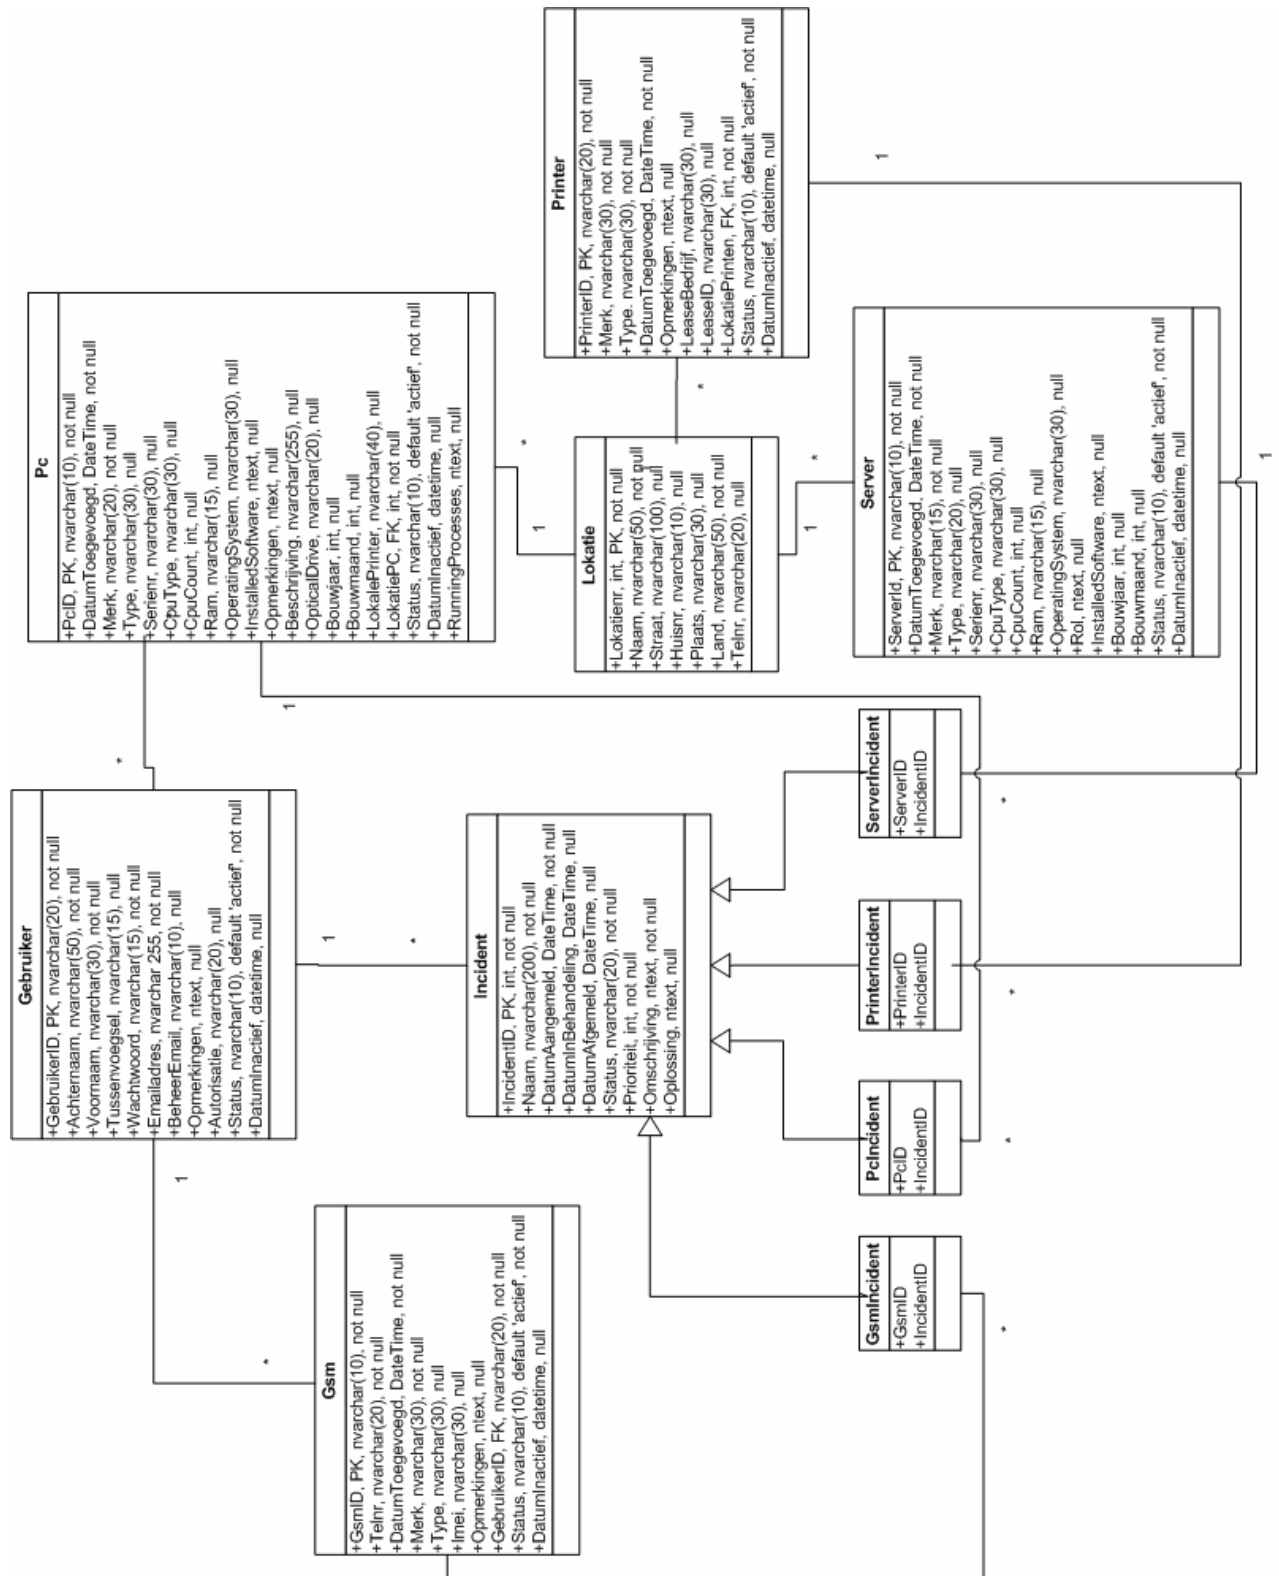 Gebruiker
+GebruikerID, PK, nvarchar(20), not null
+Achternaam, nvarchar(50), not null
+Voornaam, nvarchar(30), not null
+Tussenvoegsel, nvarchar(15), null
+Wachtwoord, nvarchar(15), not null
+Emailadres, nvarchar 255, not null
+BeheerEmail, nvarchar(10), null
+Opmerkingen, ntext, null
+Autorisatie, nvarchar(20), null
+Status, nvarchar(10), default 'actief', not null
+DatumInactief, datetime, null
Pc
+PcID, PK, nvarchar(10), not null
+DatumToegevoegd, DateTime, not null
+Merk, nvarchar(20), not null
+Type, nvarchar(30), null
+Serienr, nvarchar(30), null
+CpuType, nvarchar(30), null
+CpuCount, int, null
+Ram, nvarchar(15), null
+OperatingSystem, nvarchar(30), null
+InstalledSoftware, ntext, null
+Opmerkingen, ntext, null
+Beschrijving, nvarchar(255), null
+OpticalDrive, nvarchar(20), null
+Bouwjaar, int, null
+Bouwmaand, int, null
+LokalePrinter, nvarchar(40), null
+LokatiePC, FK, int, not null
+Status, nvarchar(10), default 'actief', not null
+DatumInactief, datetime, null
+RunningProcesses, ntext, null
*
1
1
*
1
*
1
*
Gsm
+GsmID, PK, nvarchar(10), not null
+Telnr, nvarchar(20), not null
+DatumToegevoegd, DateTime, not null
+Merk, nvarchar(30), not null
+Type, nvarchar(30), null
+Imei, nvarchar(30), null
+Opmerkingen, ntext, null
+GebruikerID, FK, nvarchar(20), not null
+Status, nvarchar(10), default 'actief', not null
+DatumInactief, datetime, null
Incident
+IncidentID, PK, int, not null
+Naam, nvarchar(200), not null
+DatumAangemeld, DateTime, not null
+DatumInBehandeling, DateTime, null
+DatumAfgemeld, DateTime, null
+Status, nvarchar(20), not null
+Prioriteit, int, not null
+Omschrijving, ntext, not null
+Oplossing, ntext, null
Lokatie
+Lokatienr, int, PK, not null
+Naam, nvarchar(50), not null
+Straat, nvarchar(100), null
+Huisnr, nvarchar(10), null
+Plaats, nvarchar(30), null
+Land, nvarchar(50), null
+Telnr, nvarchar(20), null
*
Printer
+PrinterID, PK, nvarchar(20), not null
+Merk, nvarchar(30), not null
+Type. nvarchar(30), not null
+DatumToegevoegd, DateTime, not null
+Opmerkingen, ntext, null
+LeaseBedrijf, nvarchar(30), null
+LeaseID, nvarchar(30), null
+LokatiePrinten, FK, int, not null
+Status, nvarchar(10), default 'actief', not null
+DatumInactief, datetime, null
1
*
1
GsmIncident
+GsmID
+IncidentID
PcIncident
+PcID
+IncidentID
PrinterIncident
+PrinterID
+IncidentID
ServerIncident
+ServerID
+IncidentID
Server
+ServerId, PK, nvarchar(10), not null
+DatumToegevoegd, DateTime, not null
+Merk, nvarchar(15), not null
+Type, nvarchar(20), null
+Serienr, nvarchar(30), null
+CpuType, nvarchar(30), null
+CpuCount, int, null
+Ram, nvarchar(15), null
+OperatingSystem, nvarchar(30), null
+Rol, ntext, null
+InstalledSoftware, ntext, null
+Bouwjaar, int, null
+Bouwmaand, int, null
+Status, nvarchar(10), default 'actief', not null
+DatumInactief, datetime, null
*
*
*
*
1